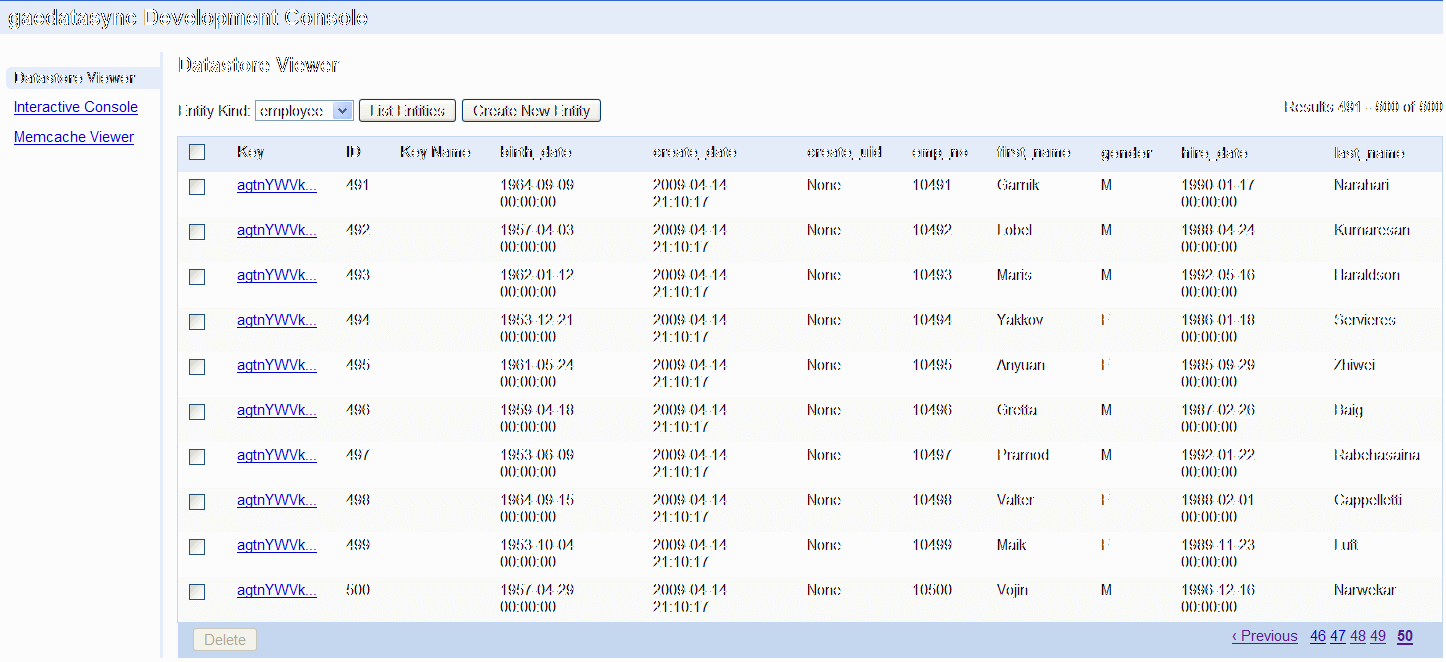 gaedatasync Development Console
Datastore Viewer
Interactive Console
Memcache Viewer
Datastore Viewer
Entity Kind: employee List Entities Create New Entity
Results 491 - 500 of 500
Key ID Key Name birth_date create_date create_uid emp_no first_name gender hire_date last_name
agtnYWVk... 491 1964-09-09 2009-04-14 None 10491 Garnik M 1990-01-17 Narahari
00:00:00 21:10:17 00:00:00
agtnYWVk... 492 1957-04-03 2009-04-14 None 10492 Lobel M 1988-04-24 Kumaresan
00:00:00 21:10:17 00:00:00
agtnYWVk... 493 1962-01-12 2009-04-14 None 10493 Maris M 1992-05-16 Haraldson
00:00:00 21:10:17 00:00:00
agtnYWVk... 494 1953-12-21 2009-04-14 None 10494 Yakkov F 1986-01-18 Servieres
00:00:00 21:10:17 00:00:00
agtnYWVk... 495 1961-05-24 2009-04-14 None 10495 Anyuan F 1985-09-29 Zhiwei
00:00:00 21:10:17 00:00:00
agtnYWVk... 496 1959-04-18 2009-04-14 None 10496 Gretta M 1987-02-26 Baig
00:00:00 21:10:17 00:00:00
agtnYWVk... 497 1953-06-09 2009-04-14 None 10497 Pramod M 1992-01-22 Rabehasaina
00:00:00 21:10:17 00:00:00
agtnYWVk... 498 1964-09-15 2009-04-14 None 10498 Valter F 1988-02-01 Cappelletti
00:00:00 21:10:17 00:00:00
agtnYWVk... 499 1953-10-04 2009-04-14 None 10499 Maik F 1989-11-23 Luft
00:00:00 21:10:17 00:00:00
agtnYWVk... 500 1957-04-29 2009-04-14 None 10500 Vojin M 1996-12-16 Narwekar
00:00:00 21:10:17 00:00:00
Delete
‹ Previous 46 47 48 49 50